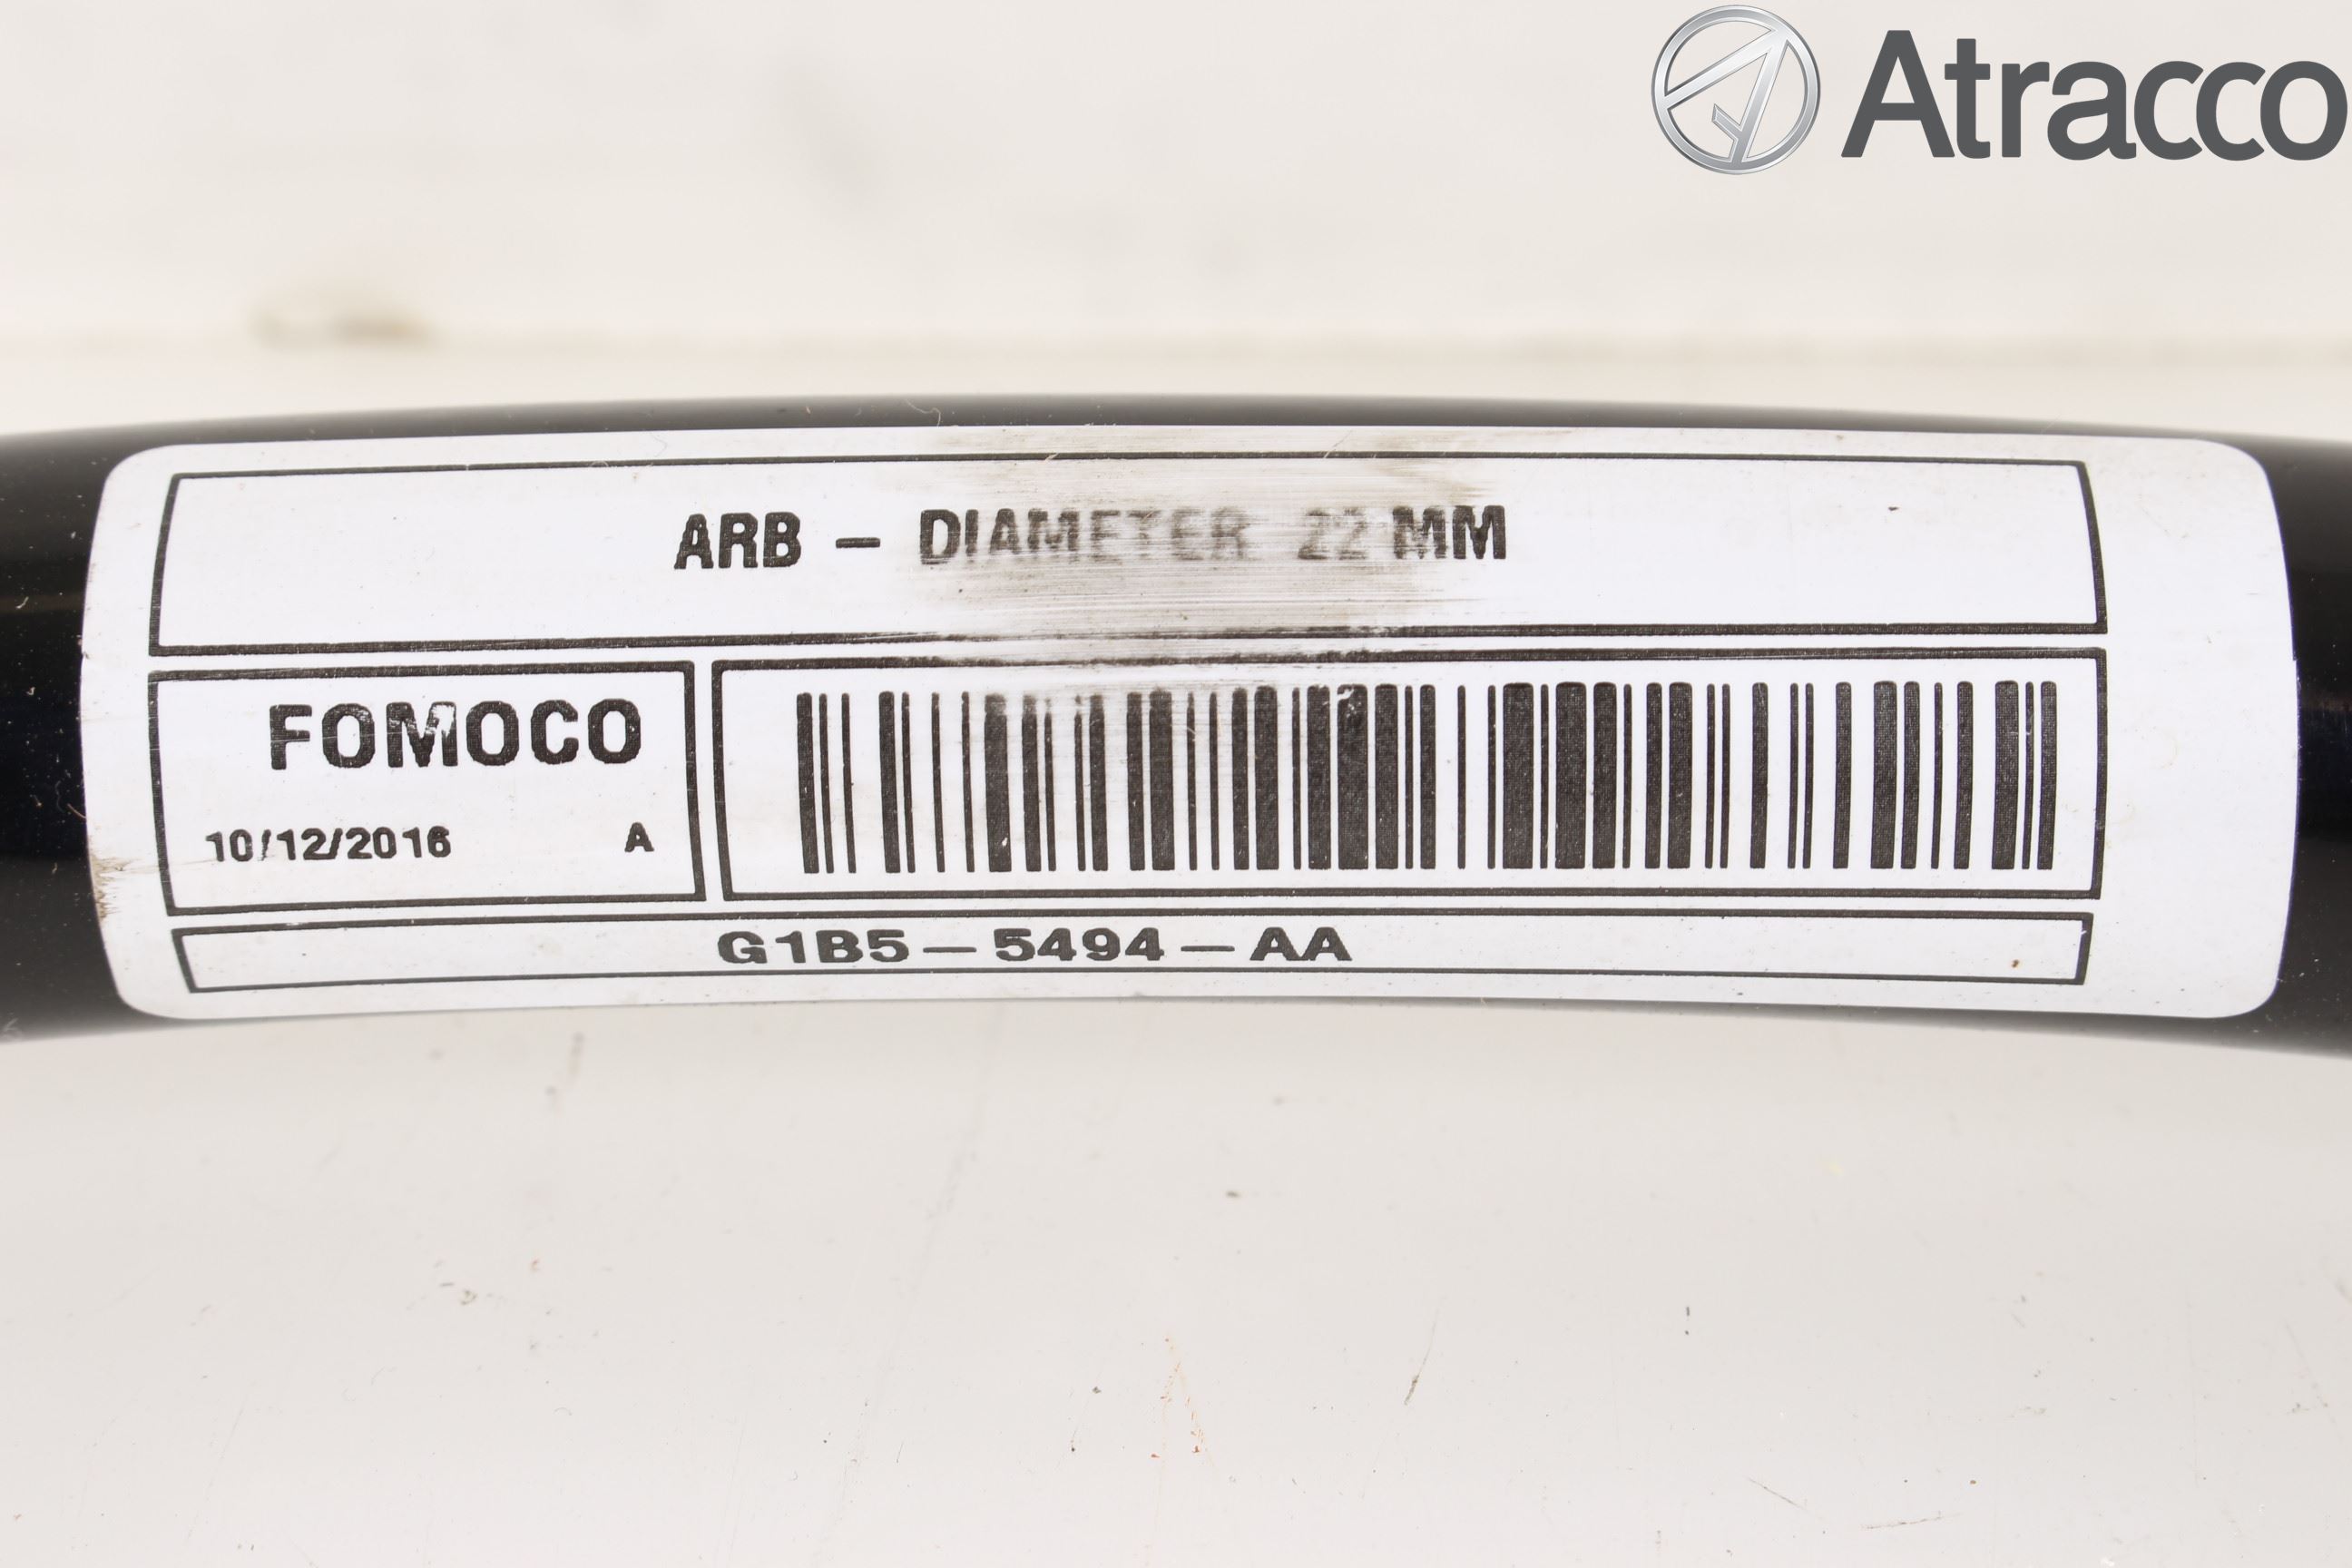 Atracco
ARB - DIAMETER 22 MM
FOMOCO
10/12/2016 A
G1B5-5494-AA